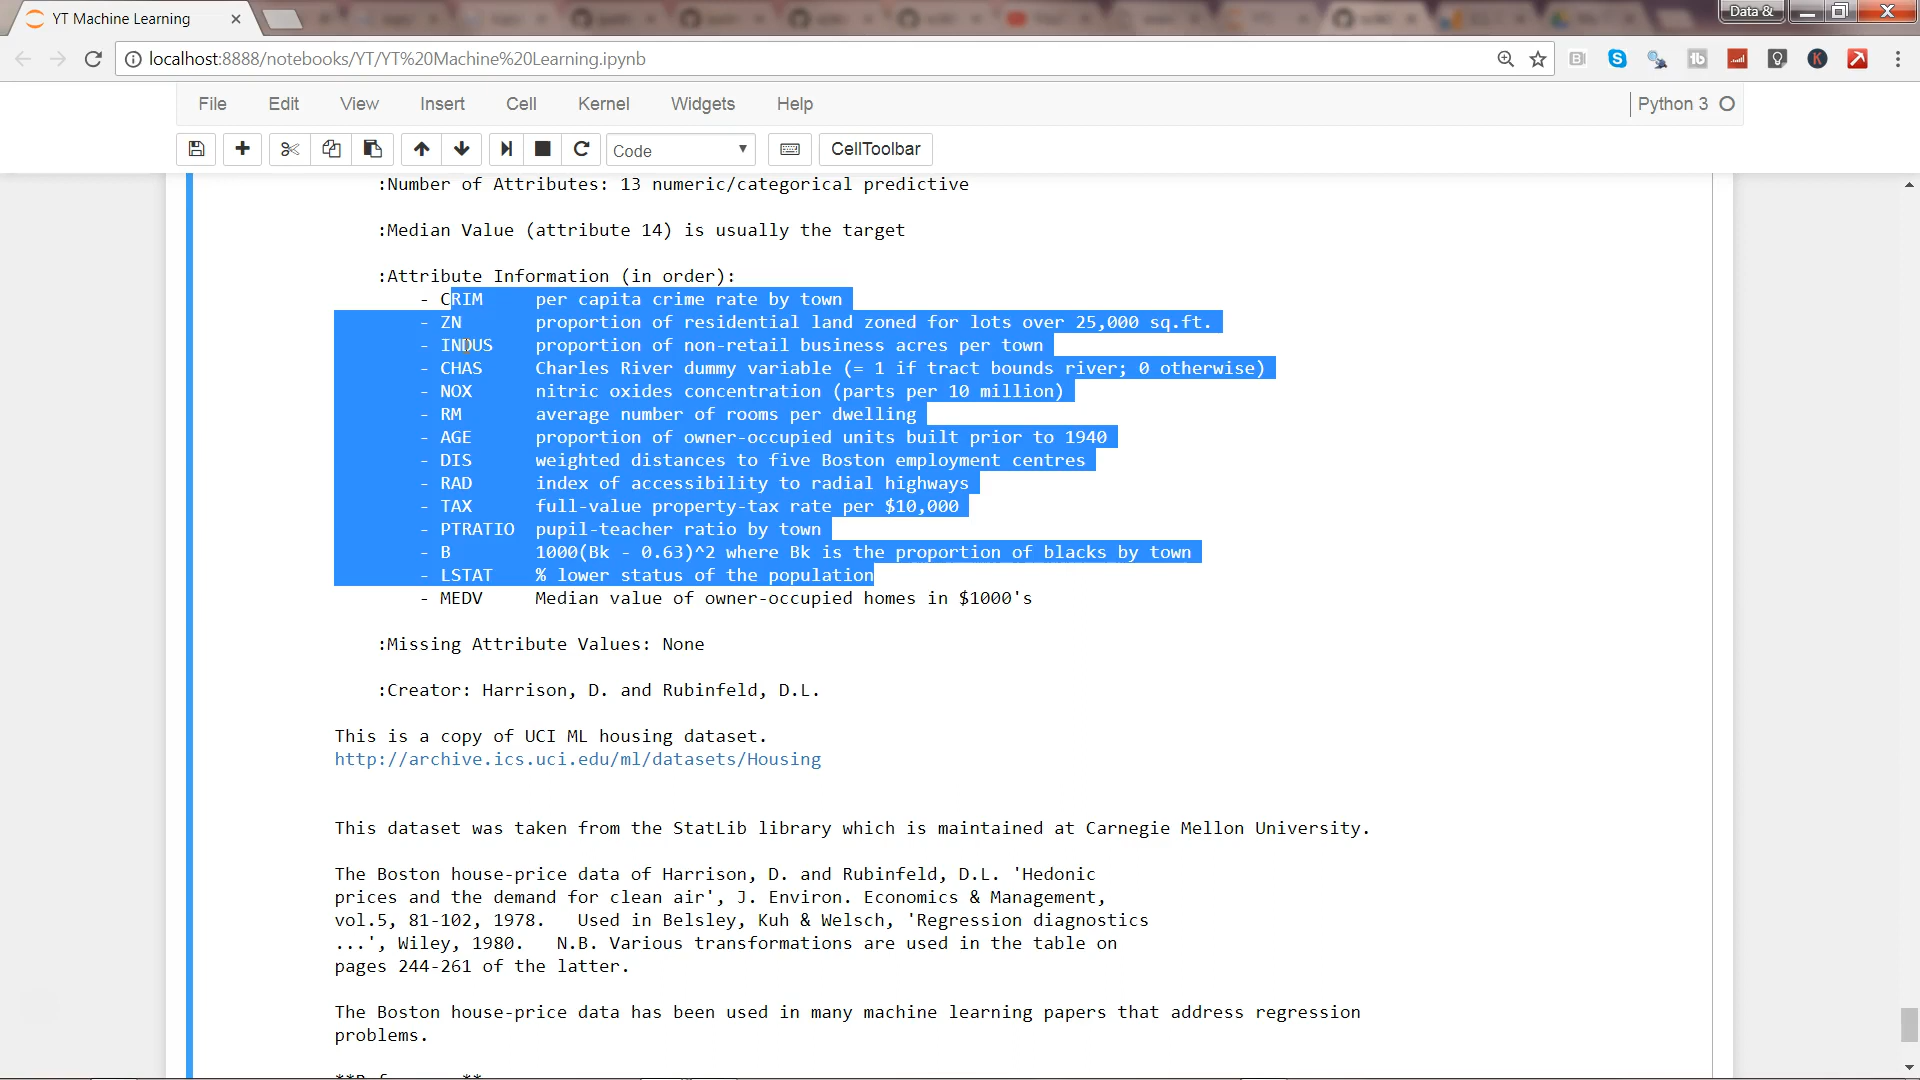 YT Machine Learning
Data &
localhost:8888/notebooks/YT/YT%20Machine%20Learning.ipynb
File Edit View Insert Cell Kernel Widgets Help Python 3
Code CellToolbar
:Number of Attributes: 13 numeric/categorical predictive
:Median Value (attribute 14) is usually the target
:Attribute Information (in order):
- CRIM per capita crime rate by town
- ZN proportion of residential land zoned for lots over 25,000 sq.ft.
- INDUS proportion of non-retail business acres per town
- CHAS Charles River dummy variable (= 1 if tract bounds river; 0 otherwise)
- NOX nitric oxides concentration (parts per 10 million)
- RM average number of rooms per dwelling
- AGE proportion of owner-occupied units built prior to 1940
- DIS weighted distances to five Boston employment centres
- RAD index of accessibility to radial highways
- TAX full-value property-tax rate per $10,000
- PTRATIO pupil-teacher ratio by town
- B 1000(Bk - 0.63)^2 where Bk is the proportion of blacks by town
- LSTAT % lower status of the population
- MEDV Median value of owner-occupied homes in $1000's
:Missing Attribute Values: None
:Creator: Harrison, D. and Rubinfeld, D.L.
This is a copy of UCI ML housing dataset.
http://archive.ics.uci.edu/ml/datasets/Housing
This dataset was taken from the StatLib library which is maintained at Carnegie Mellon University.
The Boston house-price data of Harrison, D. and Rubinfeld, D.L. 'Hedonic
prices and the demand for clean air', J. Environ. Economics & Management,
vol.5, 81-102, 1978. Used in Belsley, Kuh & Welsch, 'Regression diagnostics
...', Wiley, 1980. N.B. Various transformations are used in the table on
pages 244-261 of the latter.
The Boston house-price data has been used in many machine learning papers that address regression
problems.